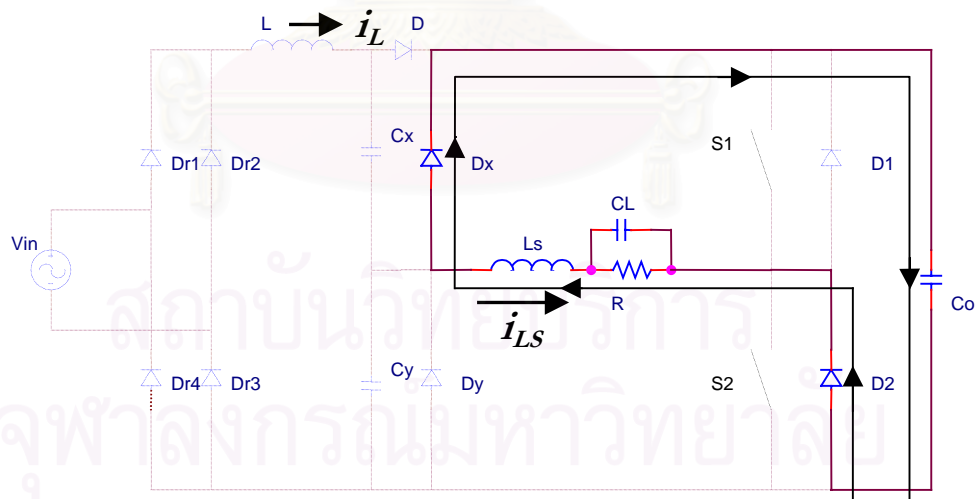 L
i_L
D
Cx
S1
Dr1
Dr2
Dx
D1
CL
Vin
Ls
สถาบันวิทยบริการ
R
Co
i_LS
Dr4
Dr3
Cy
Dy
S2
D2
จุฬาลงกรณ์มหาวิทยาลัย